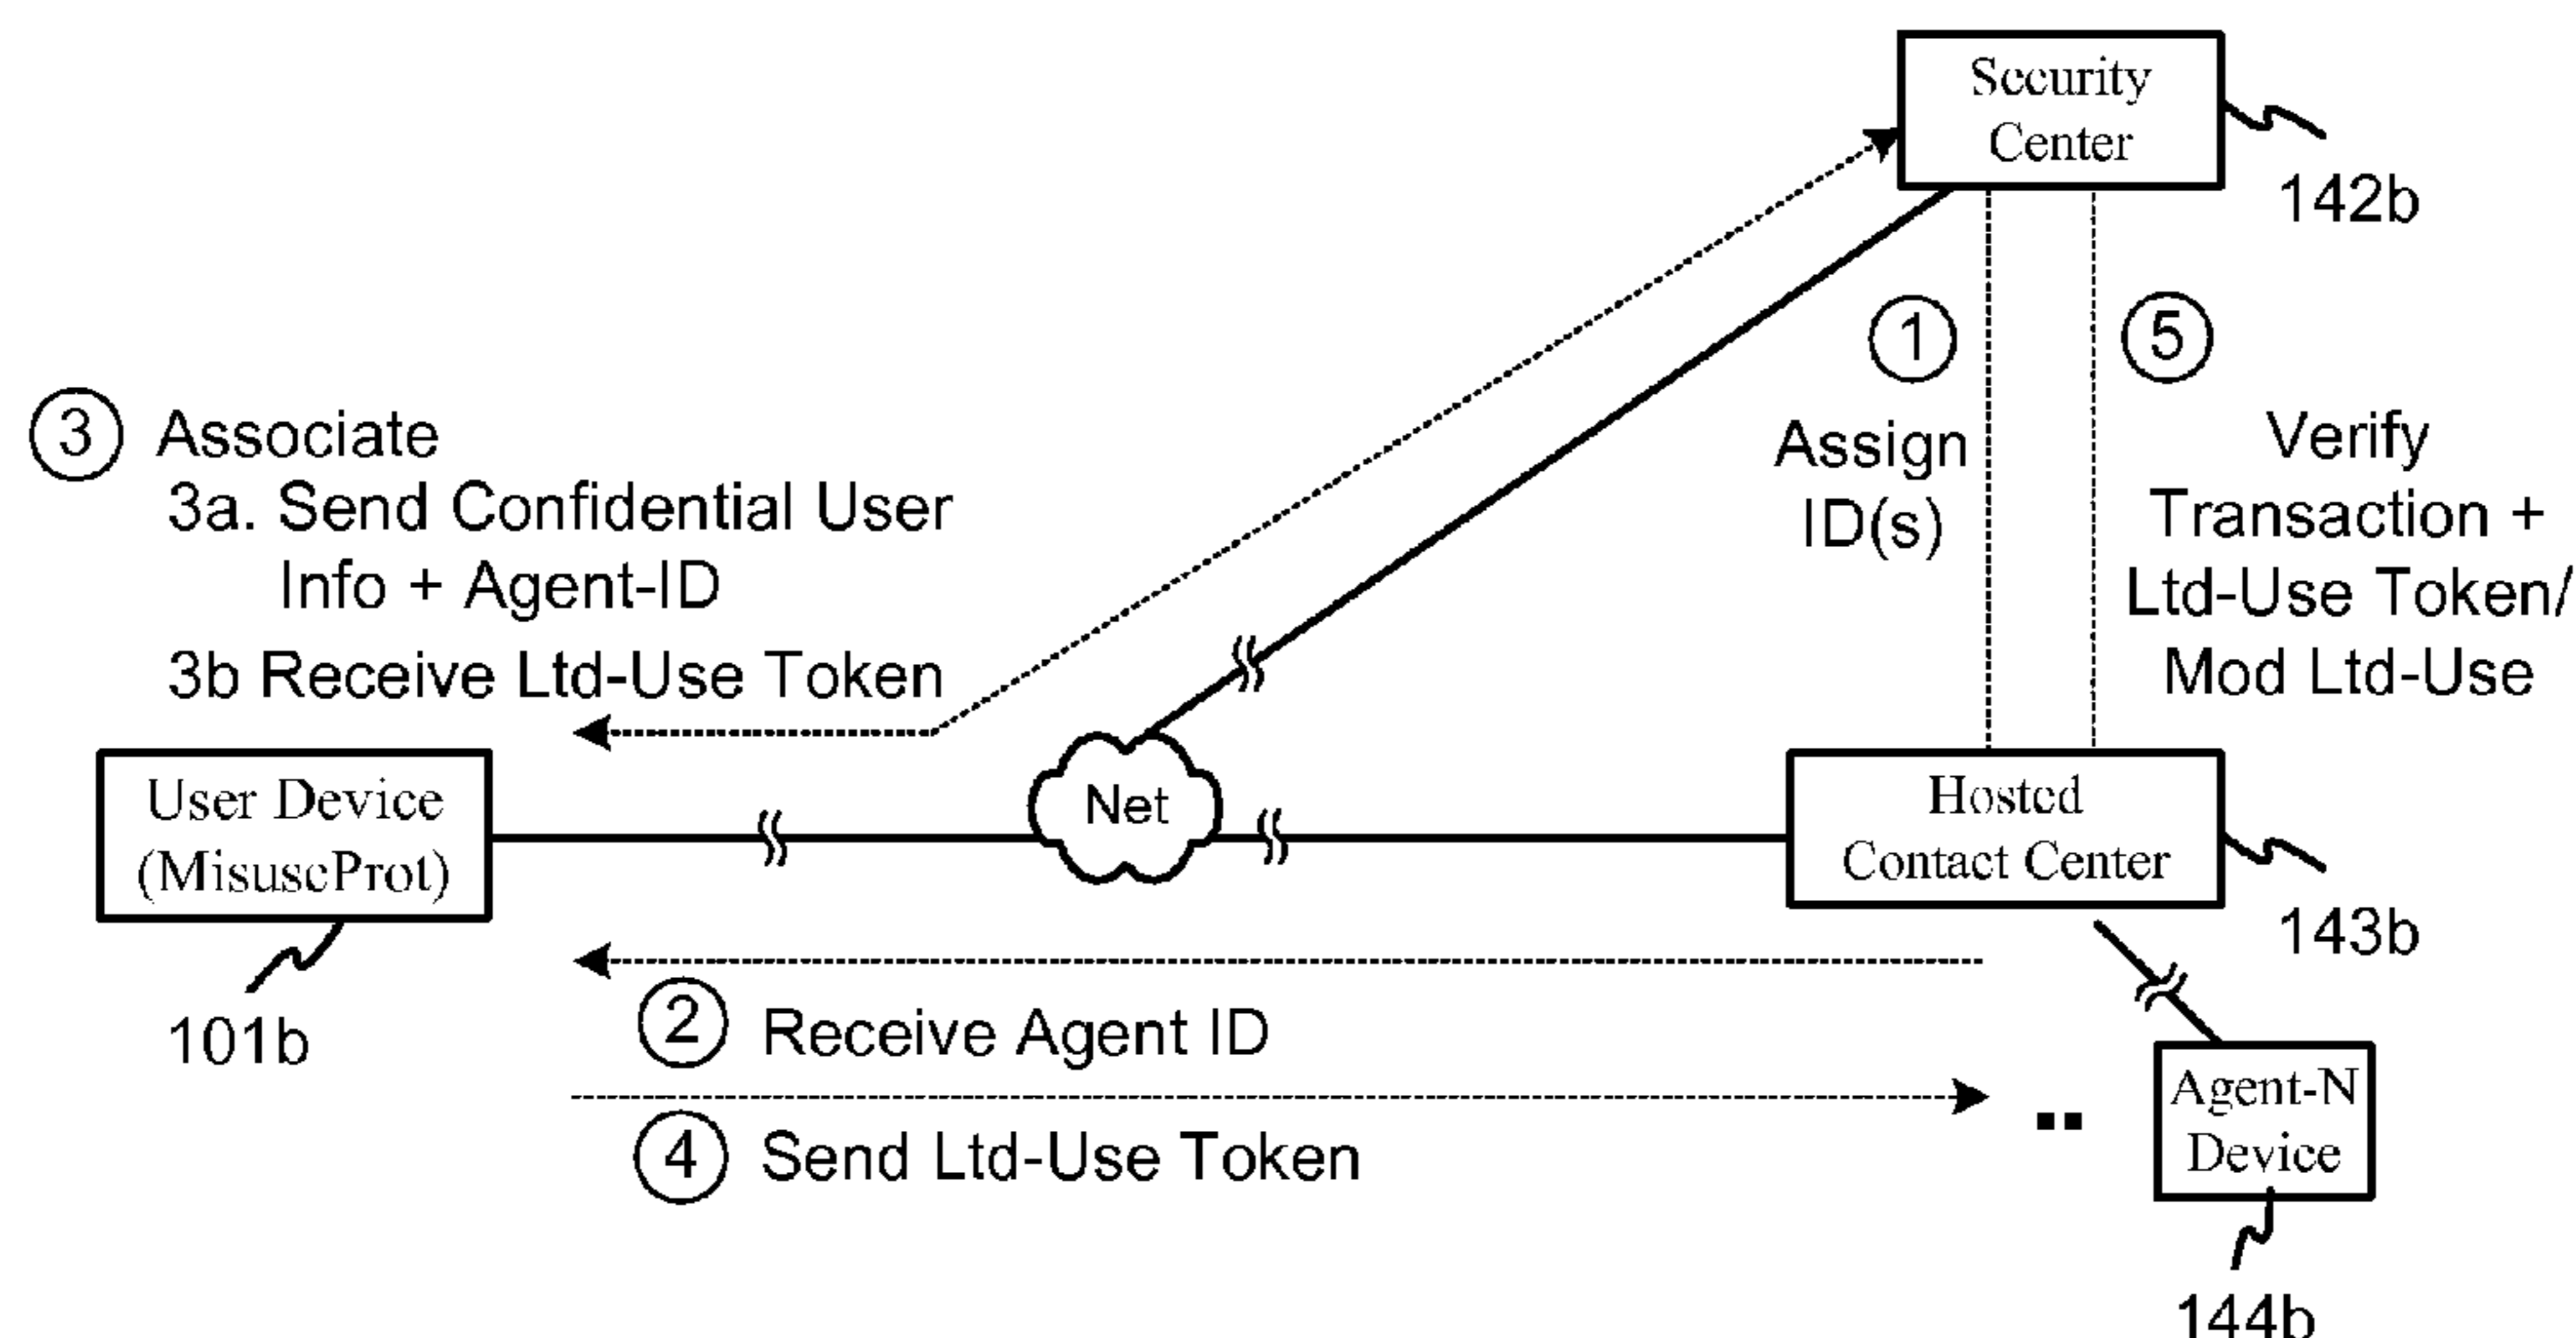 Security
Center
142b
1
5
Assign
ID(s)
Verify
Transaction +
Ltd-Use Token/
Mod Ltd-Use
3 Associate
3a. Send Confidential User
Info + Agent-ID
3b Receive Ltd-Use Token
User Device
(MisuseProt)
101b
Net
Hosted
Contact Center
143b
2 Receive Agent ID
4 Send Ltd-Use Token
Agent-N
Device
144b